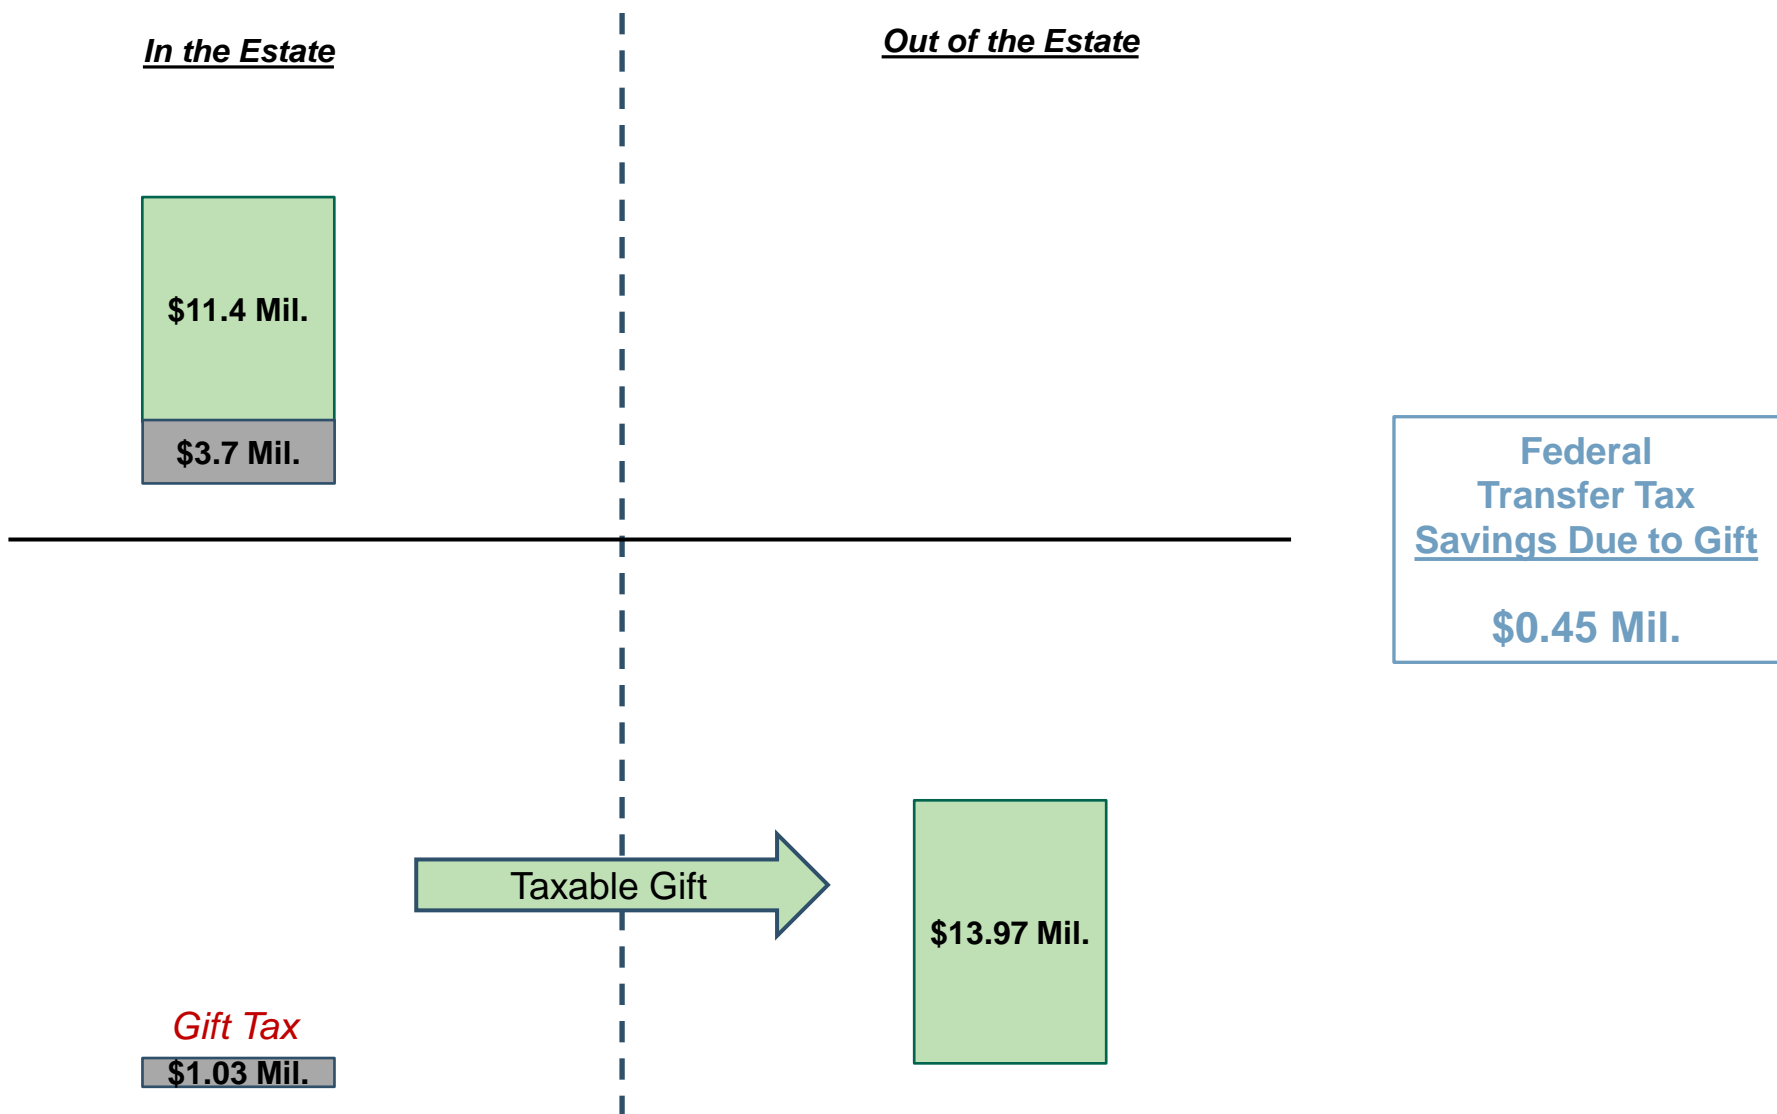 In the Estate
Out of the Estate
$11.4 Mil.
$3.7 Mil.
Federal
Transfer Tax
Savings Due to Gift
$0.45 Mil.
Taxable Gift
$13.97 Mil.
Gift Tax
$1.03 Mil.